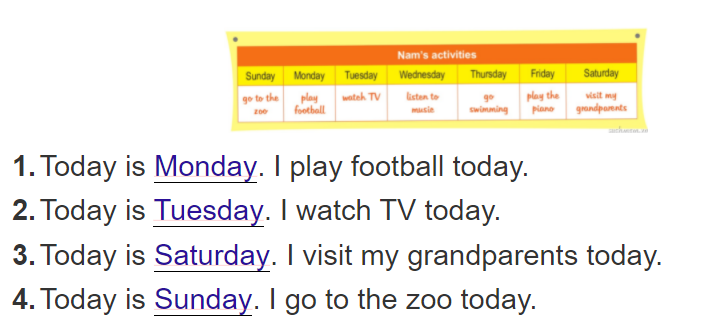 Nam's activities
Sunday Monday Tuesday Wednesday Thursday Friday Saturday
go to the play watch TV listen to go play the visit my
zoo football music swimming piano grandparents
1. Today is Monday. I play football today.
2. Today is Tuesday. I watch TV today.
3. Today is Saturday. I visit my grandparents today.
4. Today is Sunday. I go to the zoo today.